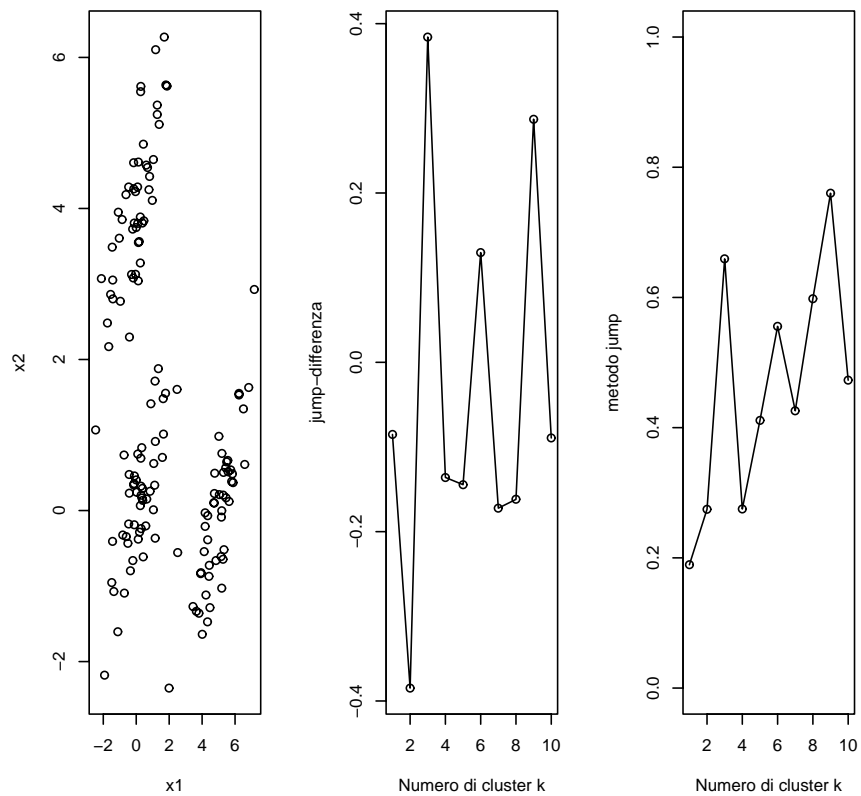 x2
6
4
2
0
−2
−2 0 2 4 6
x1
jump−differenza
0.4
0.2
0.0
−0.2
−0.4
2 4 6 8 10
Numero di cluster k
metodo jump
1.0
0.8
0.6
0.4
0.2
0.0
2 4 6 8 10
Numero di cluster k